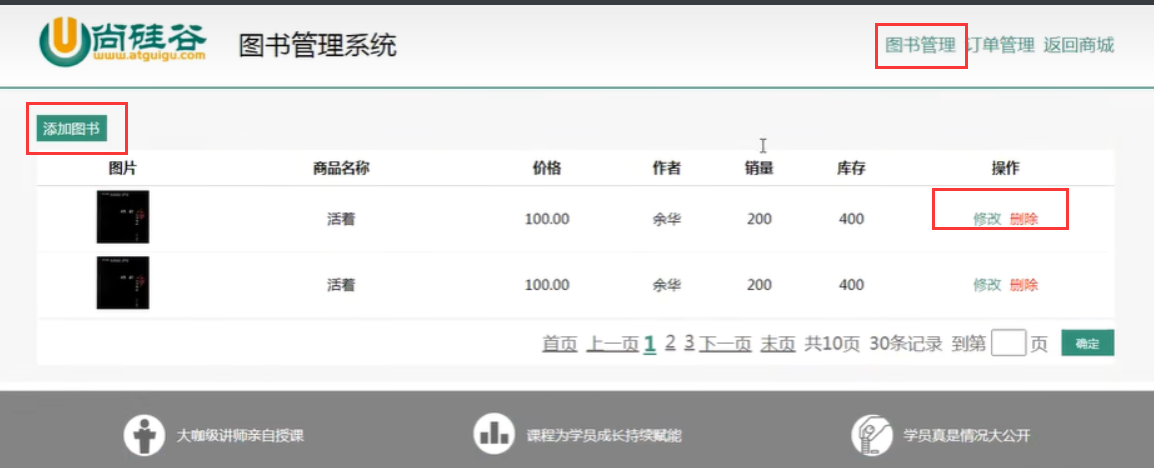 尚硅谷
www.atguigu.com
图书管理系统
图书管理 订单管理 返回商城
添加图书
图片 商品名称 价格 作者 销量 库存 操作
活着 100.00 余华 200 400 修改 删除
活着 100.00 余华 200 400 修改 删除
首页 上一页 1 2 3 下一页 末页 共10页 30条记录 到第 页 确定
大咖级讲师亲自授课 课程为学员成长持续赋能 学员真是情况大公开